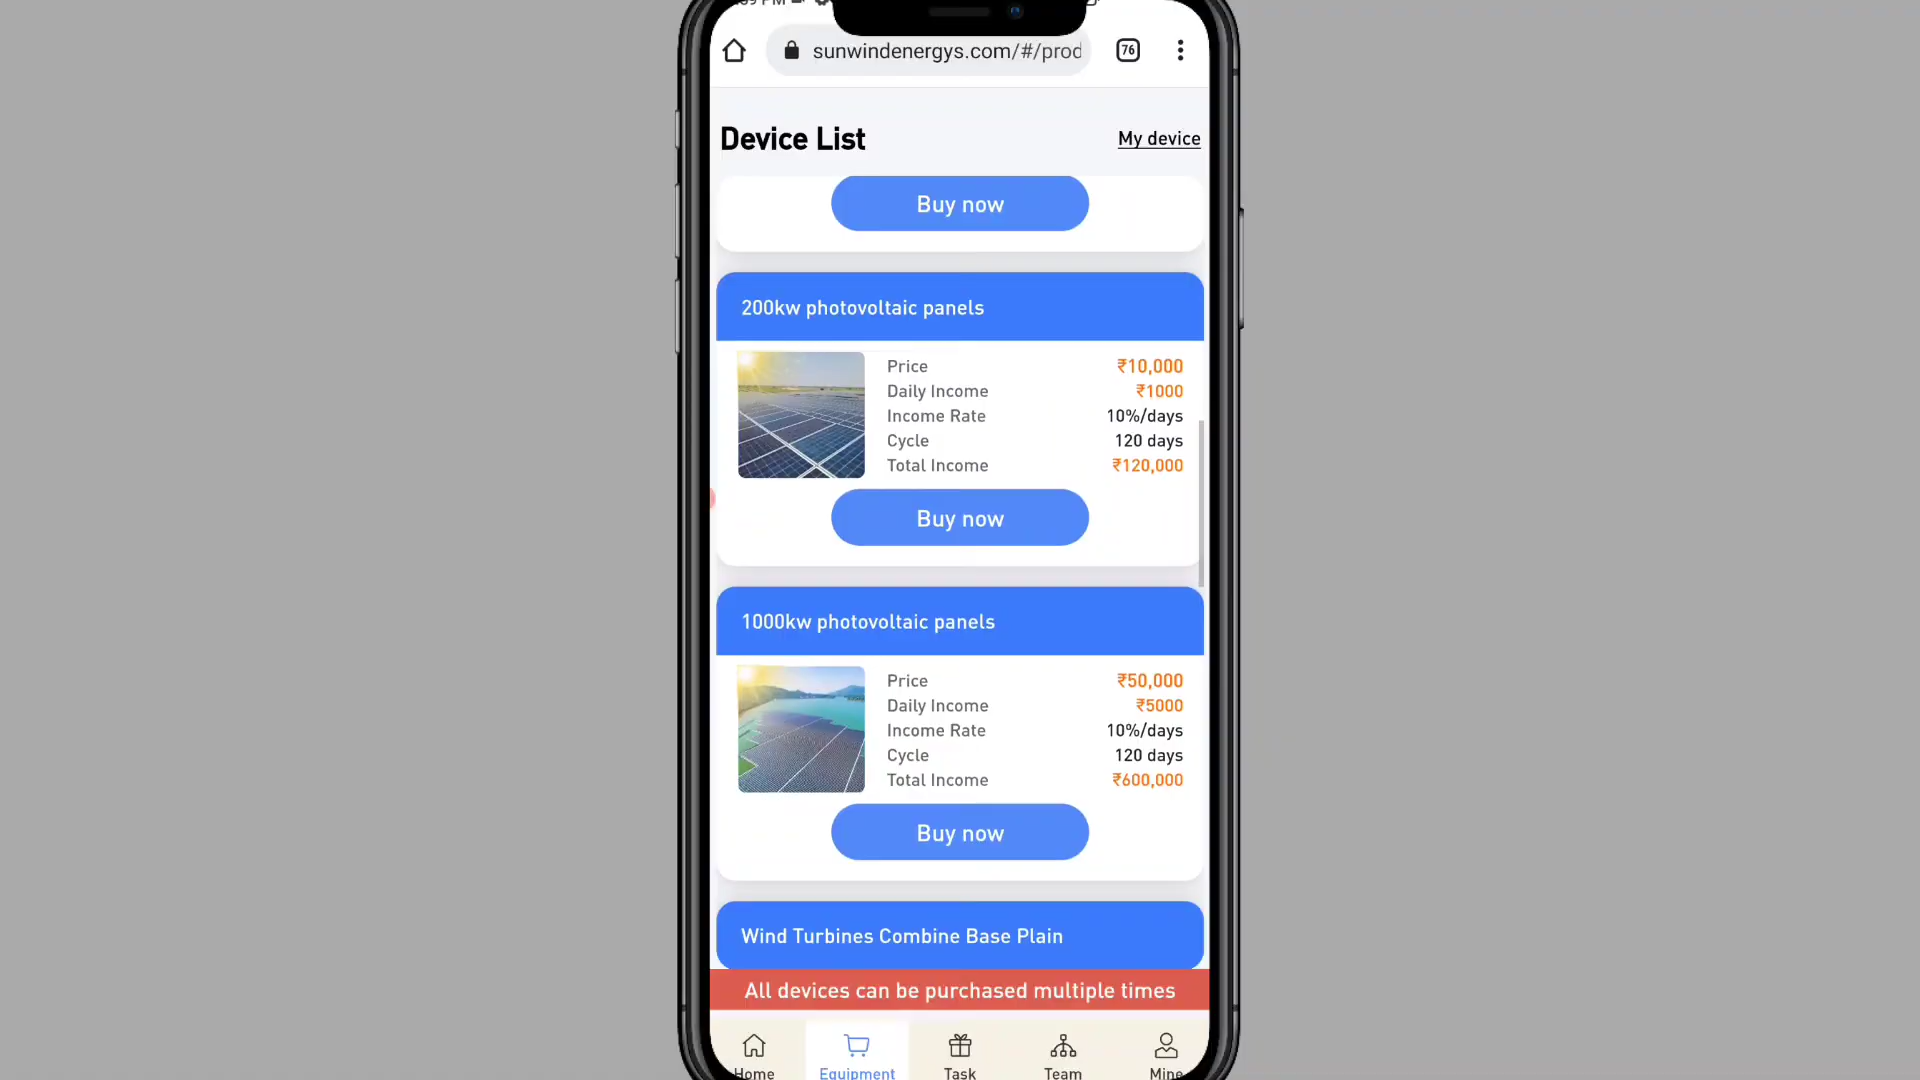 sunwindenergys.com/#/prod
76
Device List
My device
Buy now
200kw photovoltaic panels
Price ₹10,000
Daily Income ₹1000
Income Rate 10%/days
Cycle 120 days
Total Income ₹120,000
Buy now
1000kw photovoltaic panels
Price ₹50,000
Daily Income ₹5000
Income Rate 10%/days
Cycle 120 days
Total Income ₹600,000
Buy now
Wind Turbines Combine Base Plain
All devices can be purchased multiple times
Home Equipment Task Team Mine